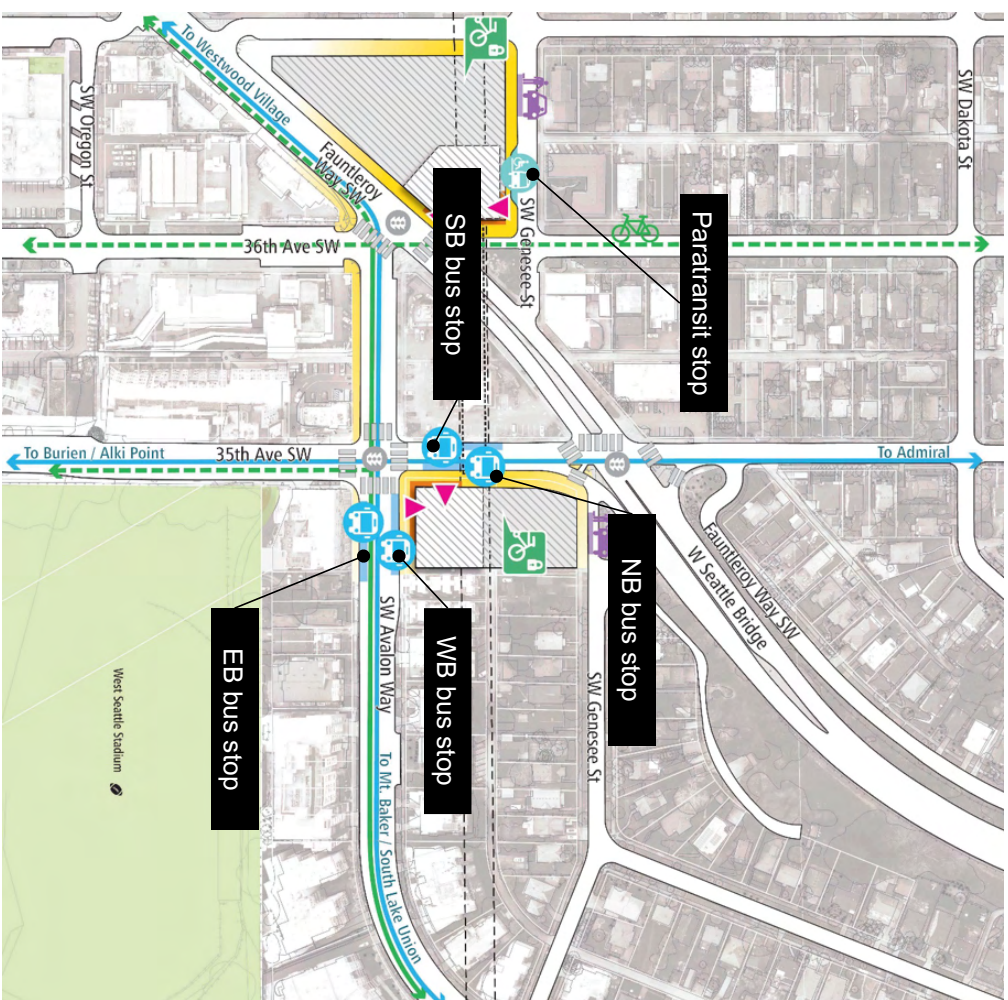 To Westwood Village
SW Oregon St
Fauntleroy
Way SW
SW Dakota St
SB bus stop
Paratransit stop
SW Genesee St
36th Ave SW
To Burien / Alki Point
35th Ave SW
To Admiral
Fauntleroy Way SW
W Seattle Bridge
NB bus stop
WB bus stop
EB bus stop
SW Avalon Way
SW Genesee St
West Seattle Stadium
To Mt. Baker / South Lake Union